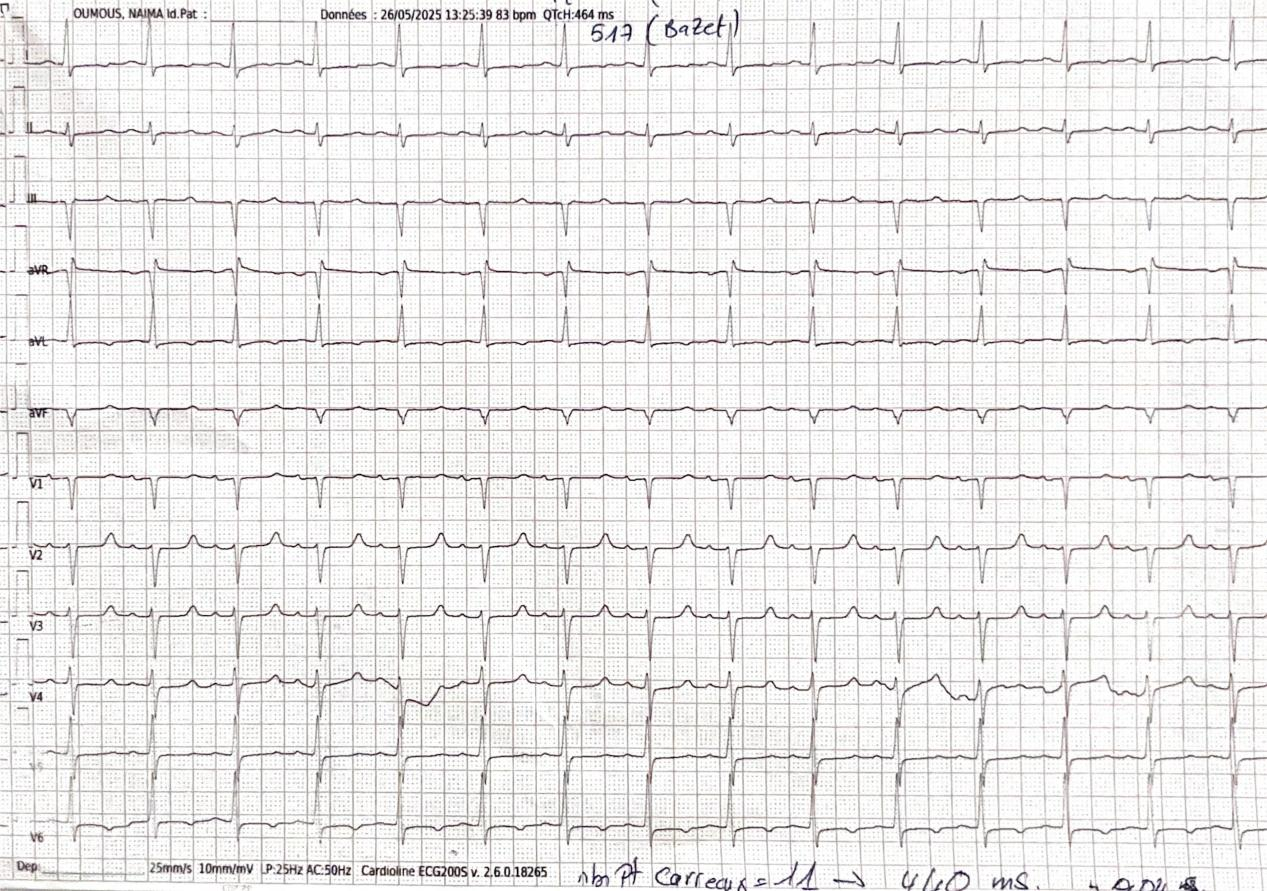 OUMOUS, NAIMA Id.Pat : Données : 26/05/2025 13:25:39 83 bpm QTcH:464 ms
517 (Bazet)
I
II
III
aVR
aVL
aVF
V1
V2
V3
V4
V5
V6
Dep: 25mm/s 10mm/mV LP:25Hz AC:50Hz Cardioline ECG200S v. 2.6.0.18265
nbr Pt Carreaux = 11 → 440 ms.